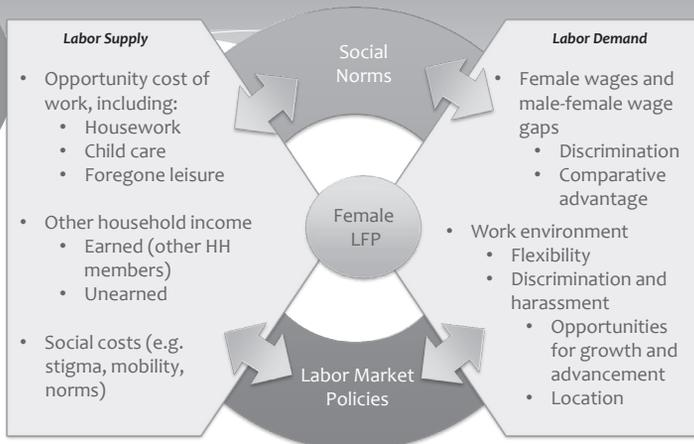 Labor Supply
• Opportunity cost of
work, including:
• Housework
• Child care
• Foregone leisure
• Other household income
• Earned (other HH
members)
• Unearned
• Social costs (e.g.
stigma, mobility,
norms)
Social
Norms
Female
LFP
Labor Market
Policies
Labor Demand
• Female wages and
male-female wage
gaps
• Discrimination
• Comparative
advantage
• Work environment
• Flexibility
• Discrimination and
harassment
• Opportunities
for growth and
advancement
• Location